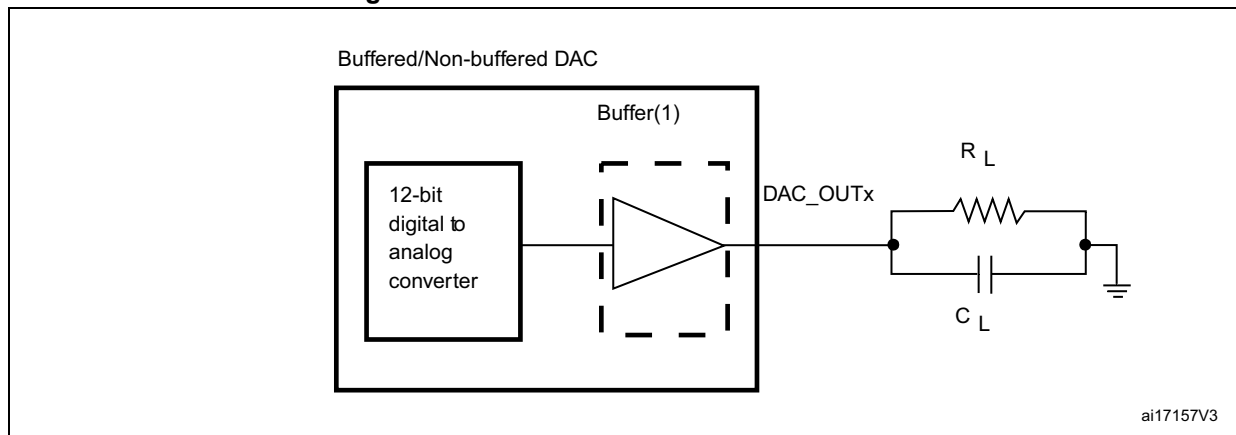 Buffered/Non-buffered DAC
Buffer(1)
12-bit
digital to
analog
converter
DAC_OUTx
R L
C L
ai17157V3